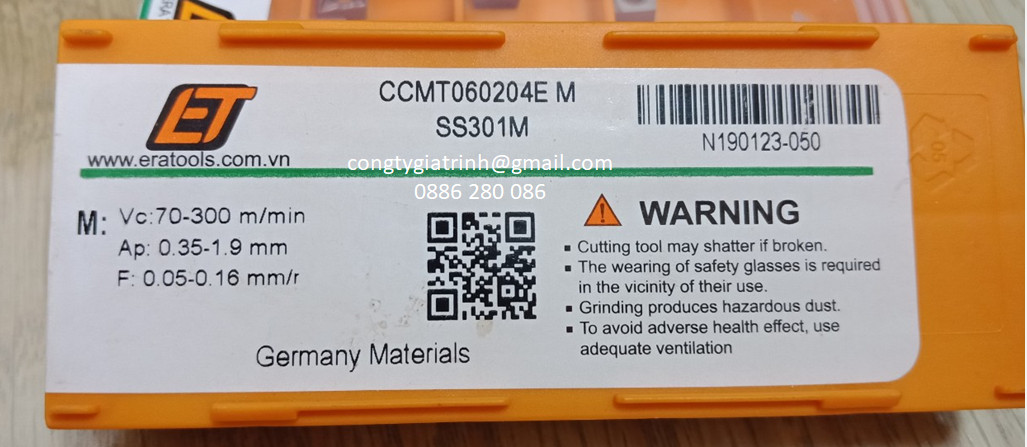 ERA
ET
www.eratools.com.vn
CCMT060204E M
SS301M
N190123-050
congtygiatrinh@gmail.com
0886 280 086
M: Vc:70-300 m/min
Ap: 0.35-1.9 mm
F: 0.05-0.16 mm/r
Germany Materials
WARNING
▪ Cutting tool may shatter if broken.
▪ The wearing of safety glasses is required
in the vicinity of their use.
▪ Grinding produces hazardous dust.
▪ To avoid adverse health effect, use
adequate ventilation
05